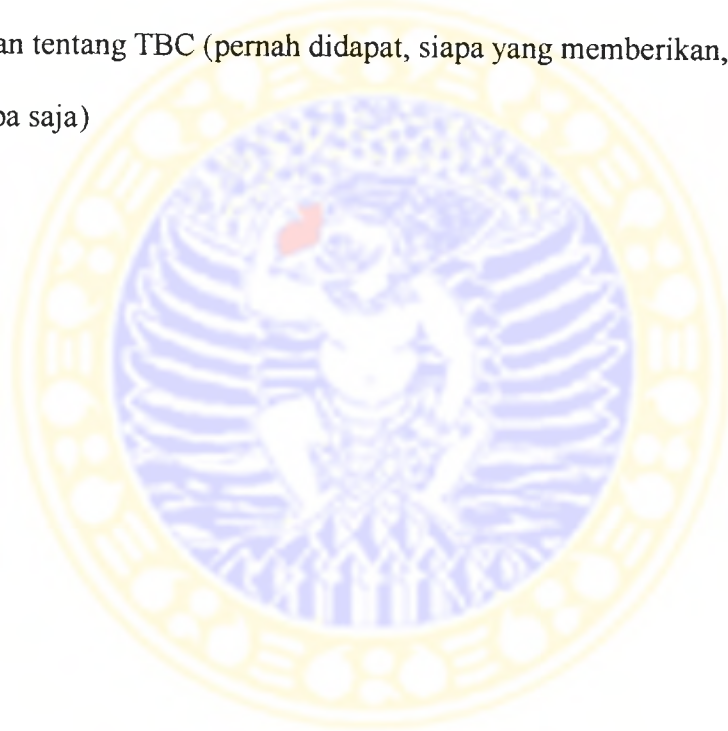 an tentang TBC (pernah didapat, siapa yang memberikan,
pa saja)